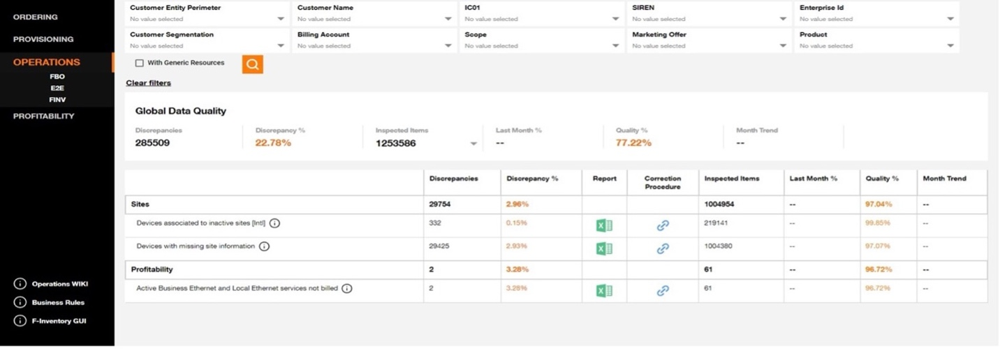 ORDERING
PROVISIONING
OPERATIONS
FBO
E2E
FINV
PROFITABILITY
Operations WIKI
Business Rules
F-Inventory GUI
Customer Entity Perimeter Customer Name IC01 SIREN Enterprise Id
No value selected No value selected No value selected No value selected No value selected
Customer Segmentation Billing Account Scope Marketing Offer Product
No value selected No value selected No value selected No value selected No value selected
With Generic Resources
Clear filters
Global Data Quality
Discrepancies Discrepancy % Inspected Items Last Month % Quality % Month Trend
285509 22.78% 1253586 -- 77.22% --
Discrepancies Discrepancy % Report Correction Inspected Items Last Month % Quality % Month Trend
Procedure
Sites 29754 2.96% 1004954 -- 97.04% --
Devices associated to inactive sites [Intl] 332 0.15% 219141 -- 99.85% --
Devices with missing site information 29425 2.93% 1004380 -- 97.07% --
Profitability 2 3.28% 61 -- 96.72% --
Active Business Ethernet and Local Ethernet services not billed 2 3.28% 61 -- 96.72% --